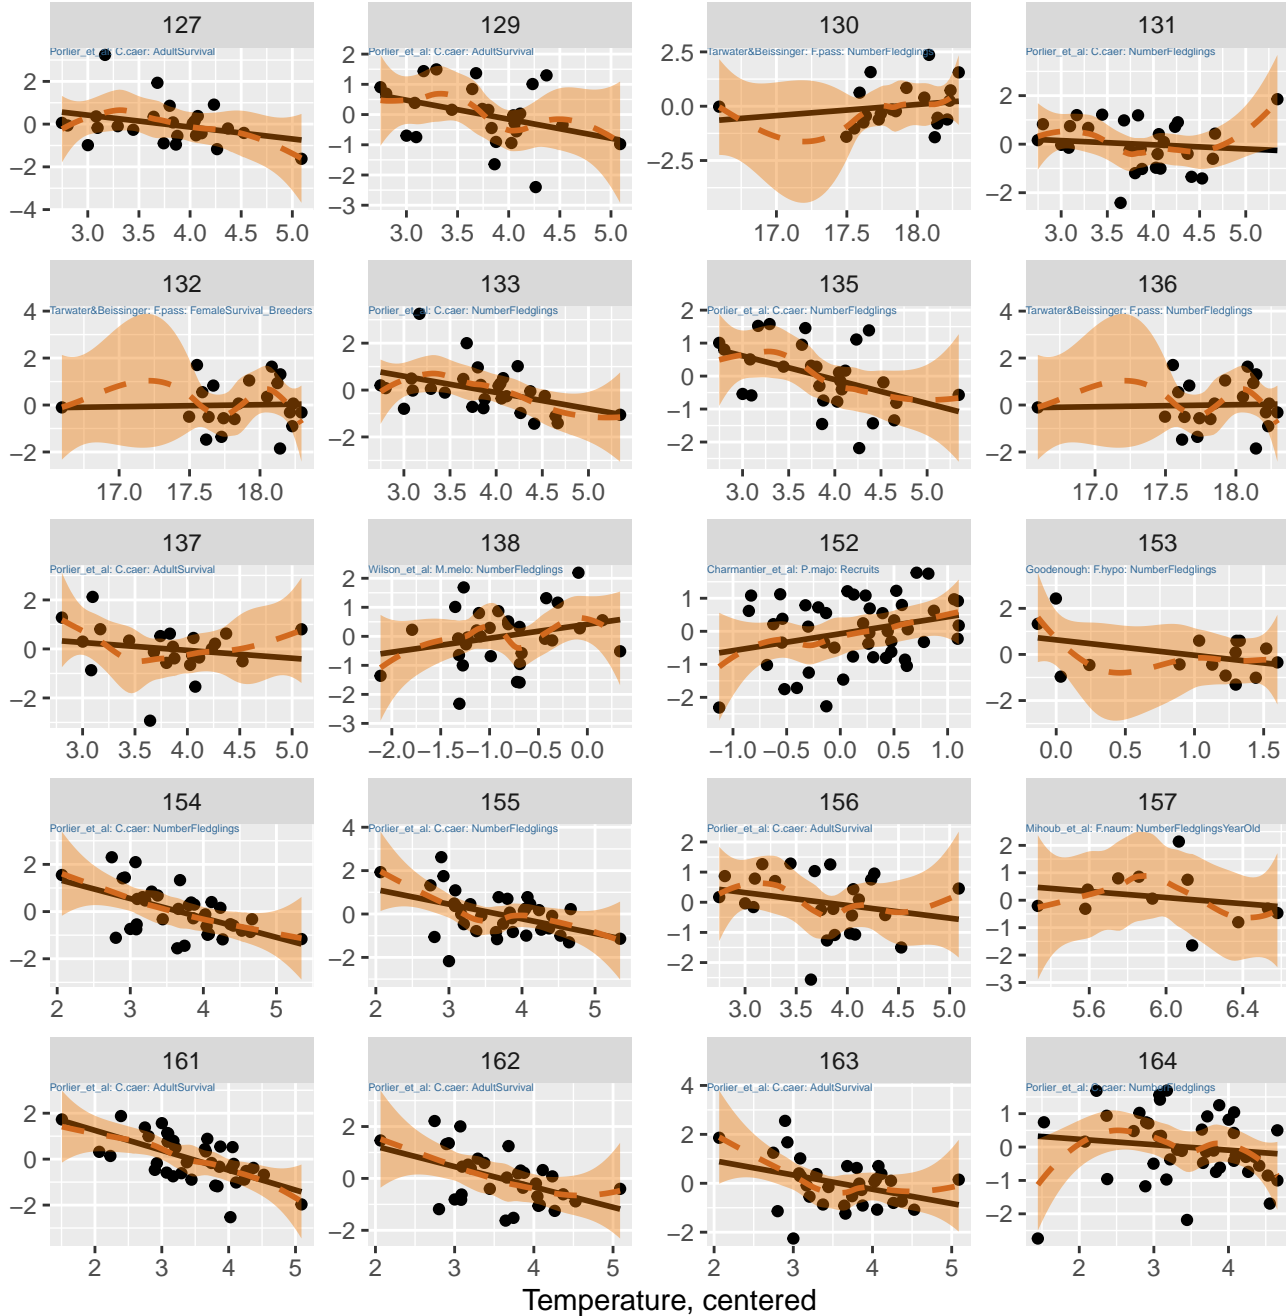 127 129 130 131
Porlier_et_al: C.caer: AdultSurvival Porlier_et_al: C.caer: AdultSurvival Tarwater&Beissinger: F.pass: NumberFledglings Porlier_et_al: C.caer: NumberFledglings
2 0 −2 −4
2 1 0 −1 −2 −3
2.5 0.0 −2.5
2 0 −2
3.0 3.5 4.0 4.5 5.0 3.0 3.5 4.0 4.5 5.0 17.0 17.5 18.0 3.0 3.5 4.0 4.5 5.0
132 133 135 136
Tarwater&Beissinger: F.pass: FemaleSurvival_Breeders Porlier_et_al: C.caer: NumberFledglings Porlier_et_al: C.caer: NumberFledglings Tarwater&Beissinger: F.pass: NumberFledglings
4 2 0 −2
2 0 −2
2 1 0 −1 −2
4 2 0 −2
17.0 17.5 18.0 3.0 3.5 4.0 4.5 5.0 3.0 3.5 4.0 4.5 5.0 17.0 17.5 18.0
137 138 152 153
Porlier_et_al: C.caer: AdultSurvival Wilson_et_al: M.melo: NumberFledglings Charmantier_et_al: P.majo: Recruits Goodenough: F.hypo: NumberFledglings
2 0 −2
2 1 0 −1 −2 −3
2 1 0 −1 −2
2 0 −2
3.0 3.5 4.0 4.5 5.0 −2.0 −1.5 −1.0 −0.5 0.0 −1.0 −0.5 0.0 0.5 1.0 0.0 0.5 1.0 1.5
154 155 156 157
Porlier_et_al: C.caer: NumberFledglings Porlier_et_al: C.caer: NumberFledglings Porlier_et_al: C.caer: AdultSurvival Mihoub_et_al: F.naum: NumberFledglingsYearOld
2 0 −2
4 2 0 −2
2 1 0 −1 −2
2 1 0 −1 −2 −3
2 3 4 5 2 3 4 5 3.0 3.5 4.0 4.5 5.0 5.6 6.0 6.4
161 162 163 164
Porlier_et_al: C.caer: AdultSurvival Porlier_et_al: C.caer: AdultSurvival Porlier_et_al: C.caer: AdultSurvival Porlier_et_al: C.caer: NumberFledglings
2 0 −2
2 0 −2
4 2 0 −2
1 0 −1 −2
2 3 4 5 2 3 4 5 2 3 4 5 2 3 4 5
Temperature, centered